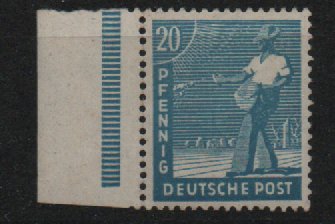 20
PFENNIG
DEUTSCHE POST